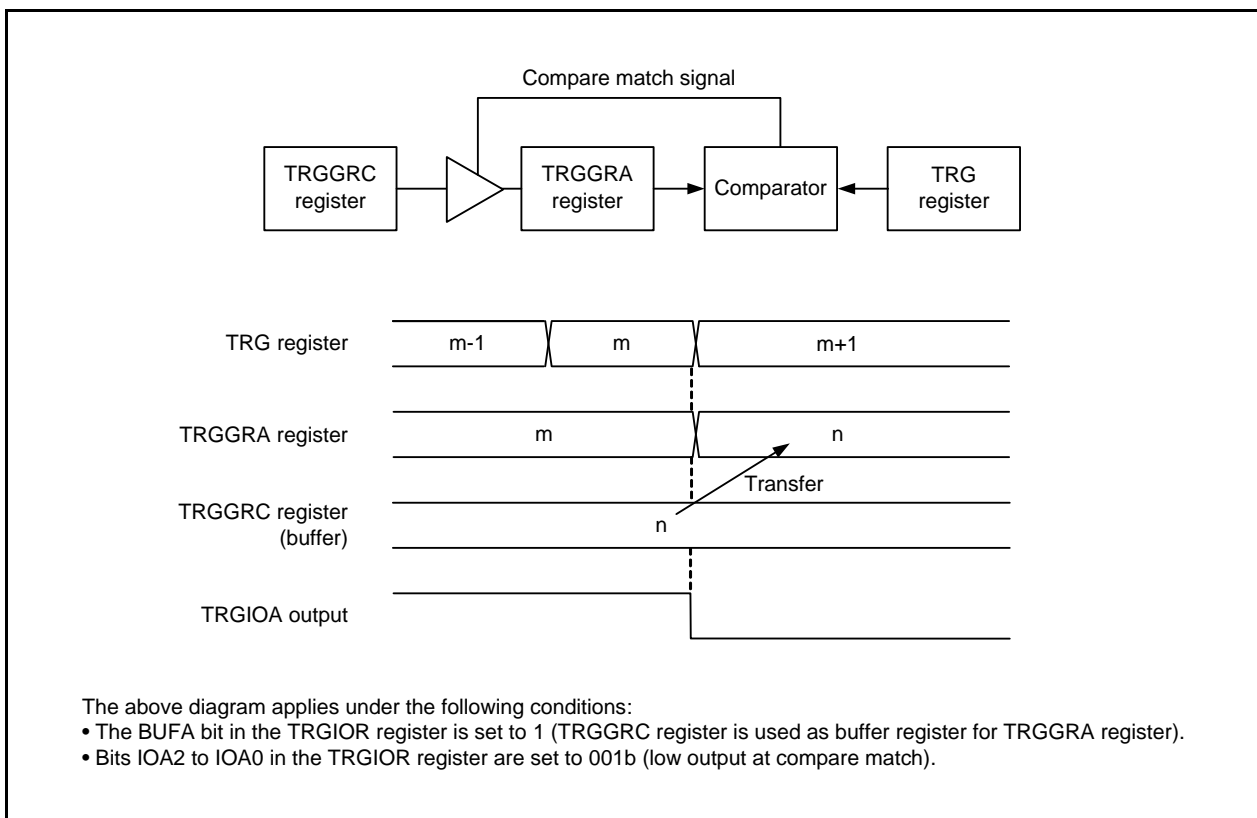 Compare match signal
TRGGRC
register
TRGGRA
register
Comparator
TRG
register
TRG register
m-1
m
m+1
TRGGRA register
m
n
Transfer
TRGGRC register
(buffer)
n
TRGIOA output
The above diagram applies under the following conditions:
• The BUFA bit in the TRGIOR register is set to 1 (TRGGRC register is used as buffer register for TRGGRA register).
• Bits IOA2 to IOA0 in the TRGIOR register are set to 001b (low output at compare match).